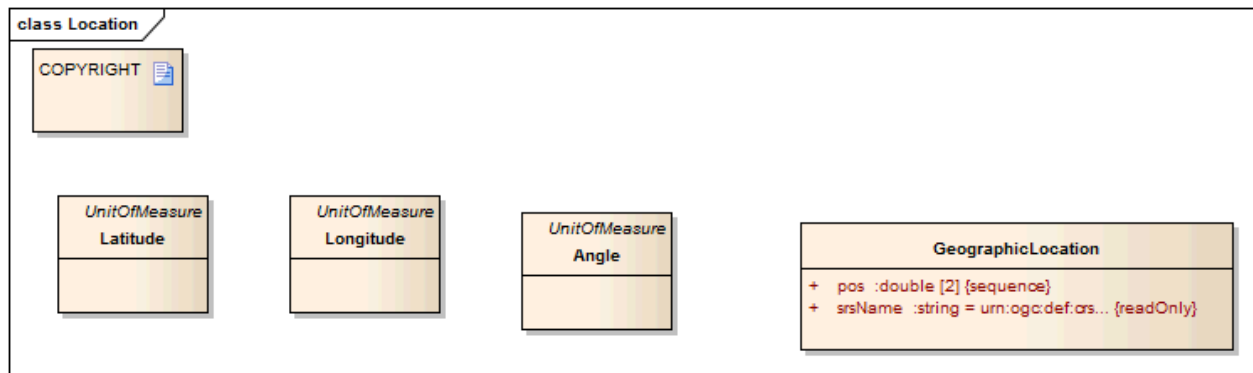 class Location
COPYRIGHT
UnitOfMeasure
Latitude
UnitOfMeasure
Longitude
UnitOfMeasure
Angle
GeographicLocation
+ pos :double [2] {sequence}
+ srsName :string = urn:ogc:def:crs... {readOnly}